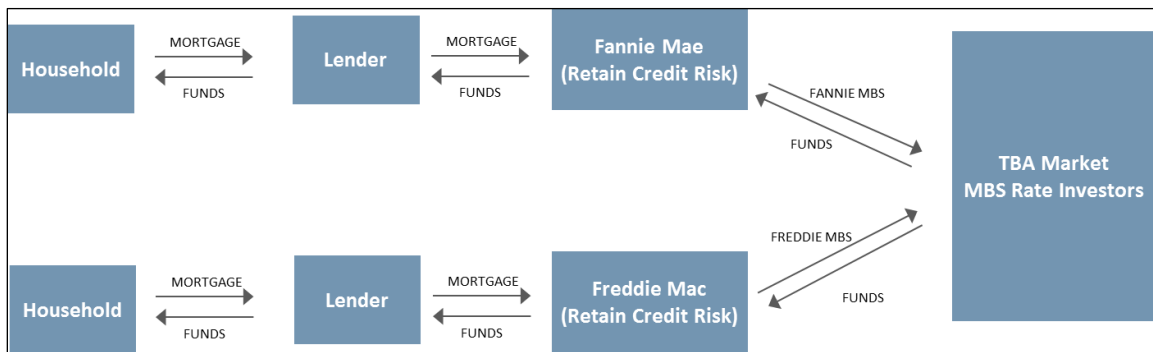 MORTGAGE
Household
FUNDS
Lender
MORTGAGE
FUNDS
Fannie Mae
(Retain Credit Risk)
FANNIE MBS
FUNDS
TBA Market
MBS Rate Investors
FREDDIE MBS
FUNDS
Household
MORTGAGE
FUNDS
Lender
MORTGAGE
FUNDS
Freddie Mac
(Retain Credit Risk)